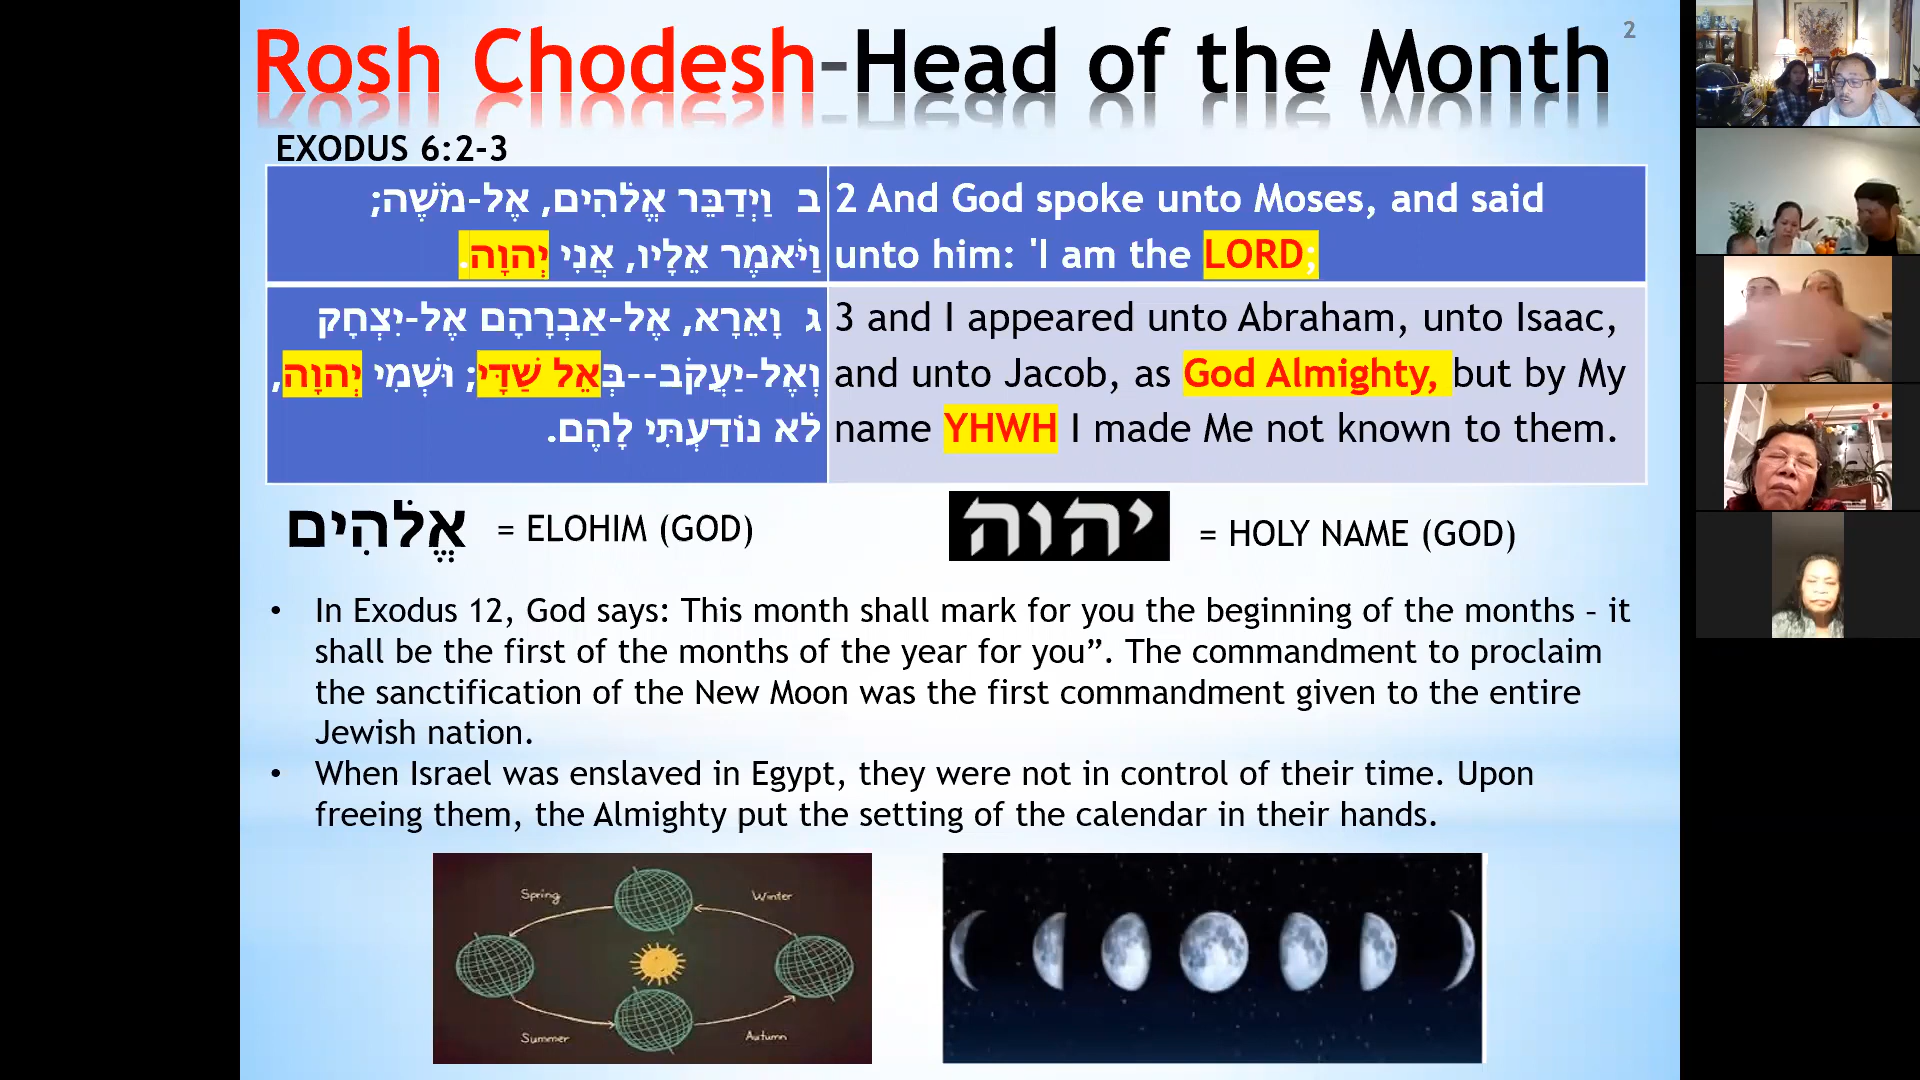 Rosh Chodesh-Head of the Month
2
EXODUS 6:2-3
ב וַיְדַבֵּר אֱלֹהִים, אֶל-מֹשֶׁה;
וַיֹּאמֶר אֵלָיו, אֲנִי יְהוָה.
2 And God spoke unto Moses, and said
unto him: 'I am the LORD;
ג וָאֵרָא, אֶל-אַבְרָהָם אֶל-יִצְחָק
וְאֶל-יַעֲקֹב--בְּאֵל שַׁדָּי; וּשְׁמִי יְהוָה,
לֹא נוֹדַעְתִּי לָהֶם.
3 and I appeared unto Abraham, unto Isaac,
and unto Jacob, as God Almighty, but by My
name YHWH I made Me not known to them.
אֱלֹהִים = ELOHIM (GOD)
יהוה = HOLY NAME (GOD)
• In Exodus 12, God says: This month shall mark for you the beginning of the months – it
shall be the first of the months of the year for you”. The commandment to proclaim
the sanctification of the New Moon was the first commandment given to the entire
Jewish nation.
• When Israel was enslaved in Egypt, they were not in control of their time. Upon
freeing them, the Almighty put the setting of the calendar in their hands.
Spring
Winter
Summer
Autumn